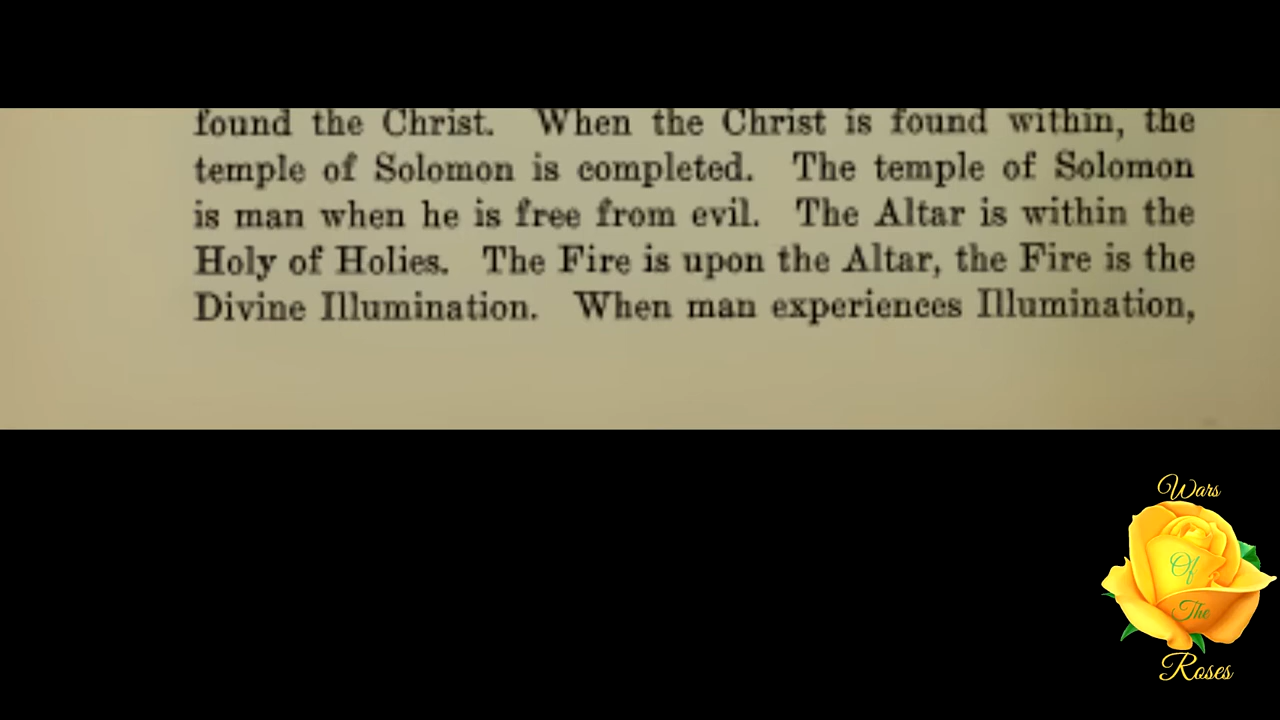 found the Christ. When the Christ is found within, the
temple of Solomon is completed. The temple of Solomon
is man when he is free from evil. The Altar is within the
Holy of Holies. The Fire is upon the Altar, the Fire is the
Divine Illumination. When man experiences Illumination,
Wars
Of
The
Roses